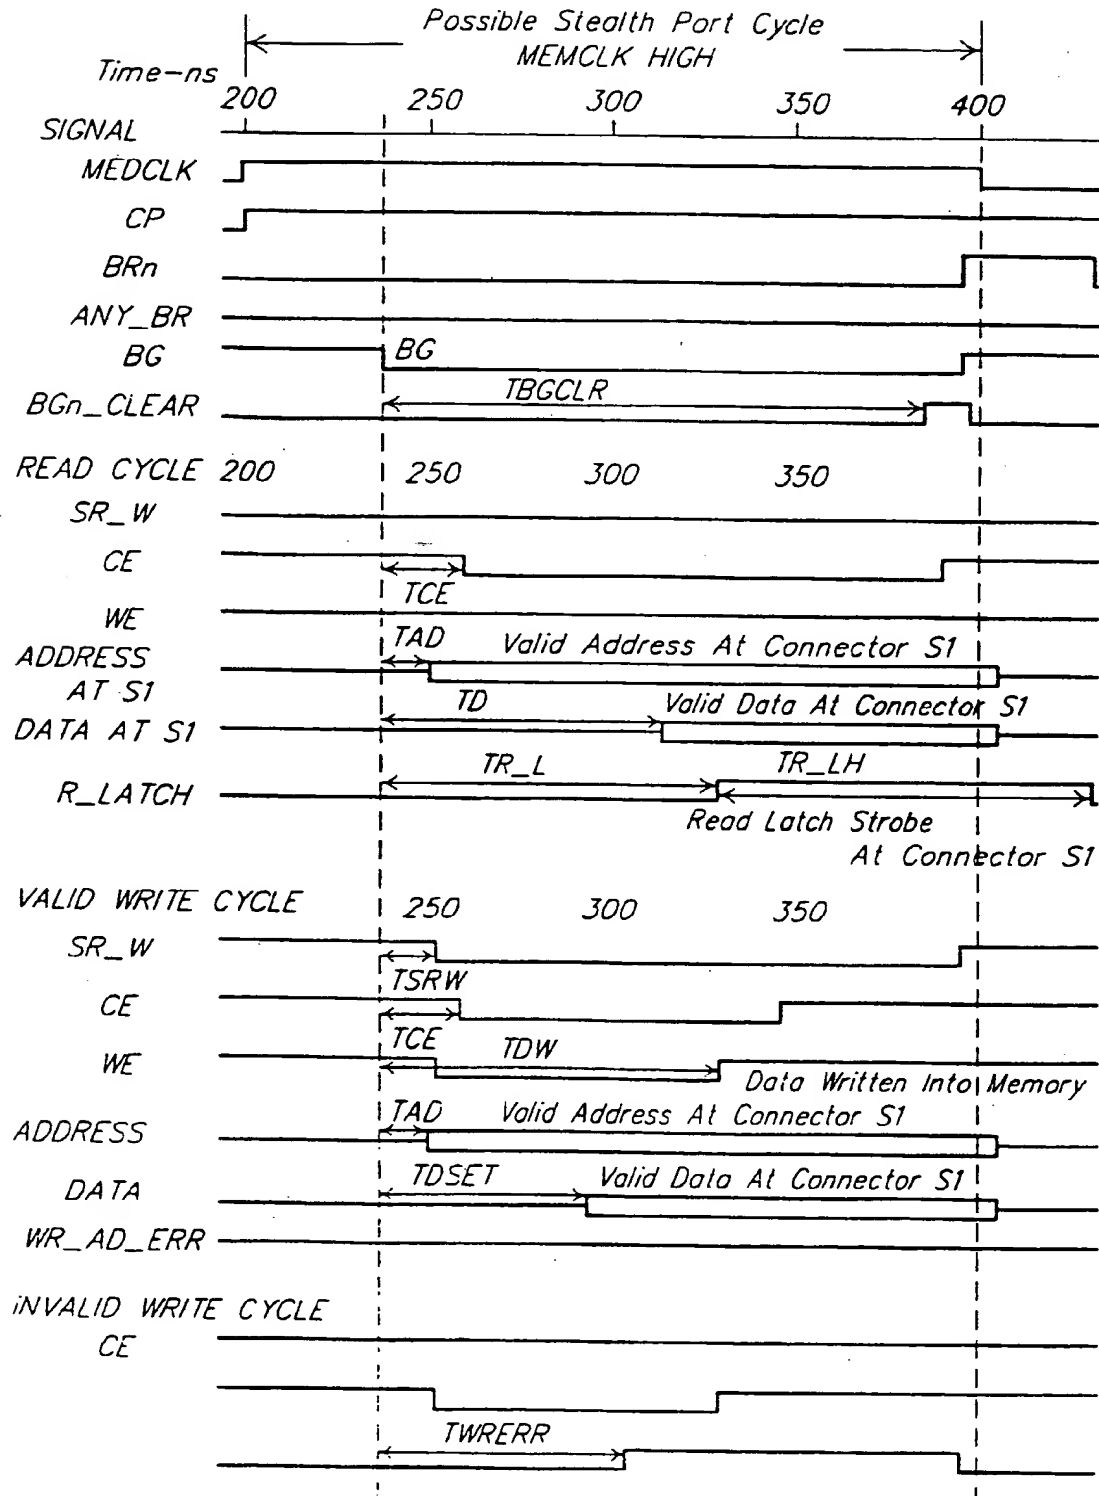 Possible Stealth Port Cycle
MEMCLK HIGH
Time-ns
200 250 300 350 400
SIGNAL
MEDCLK
CP
BRn
ANY_BR
BG BG
TBGCLR
BGn_CLEAR
READ CYCLE 200 250 300 350
SR_W
CE
TCE
WE
TAD Valid Address At Connector S1
ADDRESS
AT S1
TD Valid Data At Connector S1
DATA AT S1
TR_L TR_LH
R_LATCH
Read Latch Strobe
At Connector S1
VALID WRITE CYCLE 250 300 350
SR_W
TSRW
CE
TCE TDW
WE
Data Written Into Memory
TAD Valid Address At Connector S1
ADDRESS
TDSET Valid Data At Connector S1
DATA
WR_AD_ERR
iNVALID WRITE CYCLE
CE
TWRERR